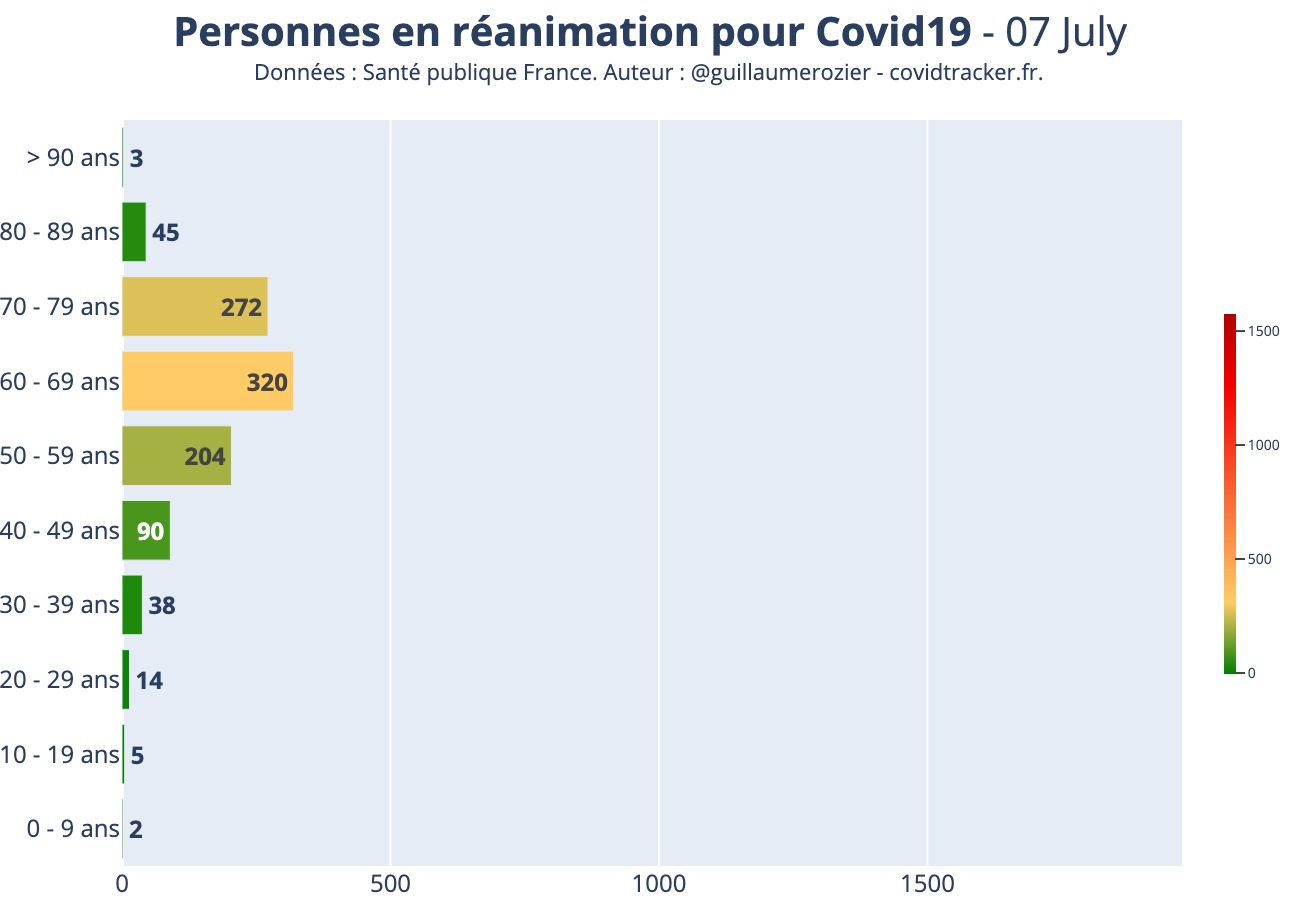 Personnes en réanimation pour Covid19 - 07 July
Données : Santé publique France. Auteur : @guillaumerozier - covidtracker.fr.
> 90 ans 3
80 - 89 ans 45
70 - 79 ans 272
60 - 69 ans 320
50 - 59 ans 204
40 - 49 ans 90
30 - 39 ans 38
20 - 29 ans 14
10 - 19 ans 5
0 - 9 ans 2
0 500 1000 1500
1500
1000
500
0